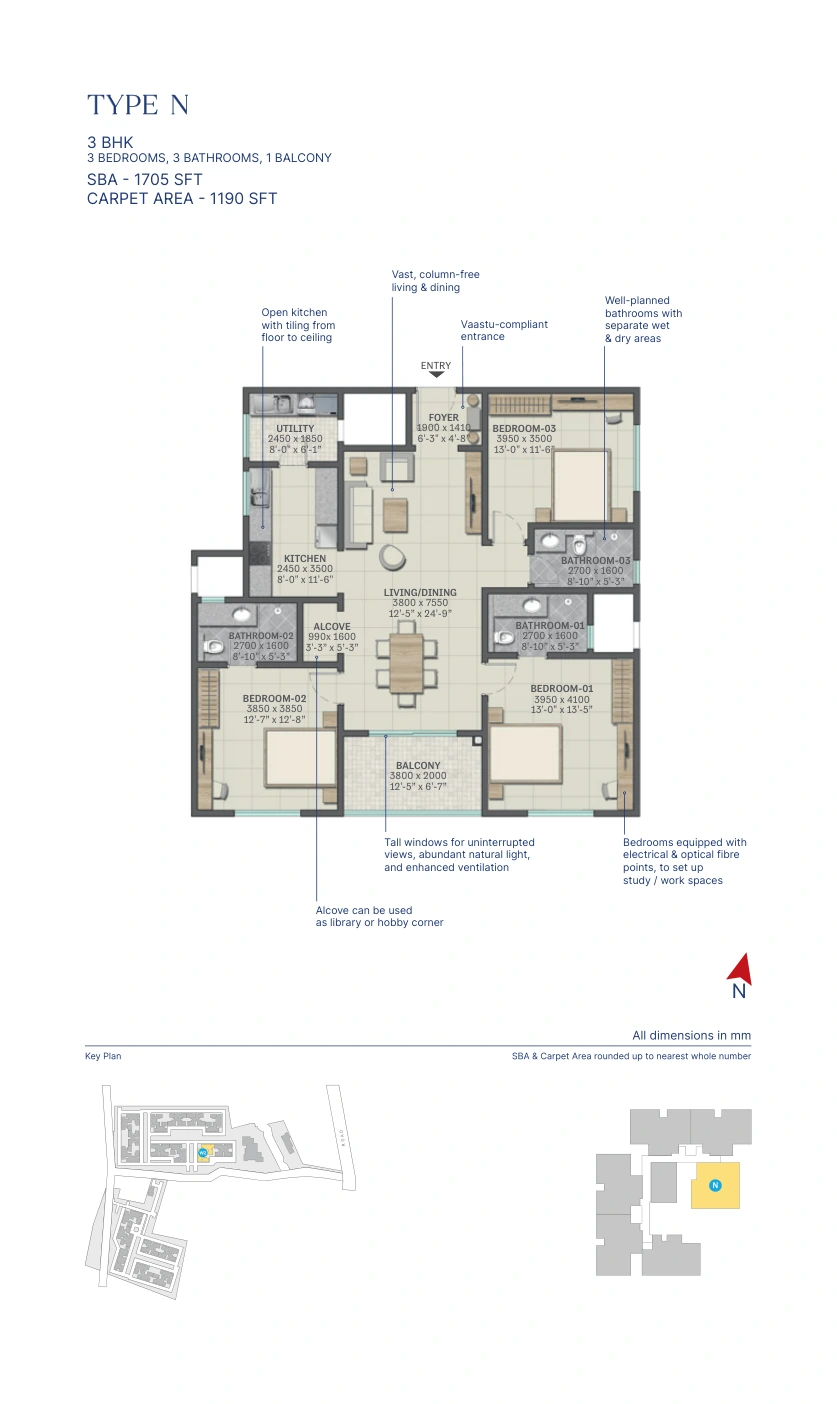 TYPE N
3 BHK
3 BEDROOMS, 3 BATHROOMS, 1 BALCONY
SBA - 1705 SFT
CARPET AREA - 1190 SFT
Vast, column-free
living & dining
Well-planned
bathrooms with
separate wet
& dry areas
Open kitchen
with tiling from
floor to ceiling
Vaastu-compliant
entrance
ENTRY
FOYER
1900 x 1410
6'-3" x 4'-8"
UTILITY
2450 x 1850
8'-0" x 6'-1"
BEDROOM-03
3950 x 3500
13'-0" x 11'-6"
KITCHEN
2450 x 3500
8'-0" x 11'-6"
BATHROOM-03
2700 x 1600
8'-10" x 5'-3"
LIVING/DINING
3800 x 7550
12'-5" x 24'-9"
ALCOVE
990x 1600
3'-3" x 5'-3"
BATHROOM-01
2700 x 1600
8'-10" x 5'-3"
BATHROOM-02
2700 x 1600
8'-10" x 5'-3"
BEDROOM-02
3850 x 3850
12'-7" x 12'-8"
BEDROOM-01
3950 x 4100
13'-0" x 13'-5"
BALCONY
3800 x 2000
12'-5" x 6'-7"
Tall windows for uninterrupted
views, abundant natural light,
and enhanced ventilation
Bedrooms equipped with
electrical & optical fibre
points, to set up
study / work spaces
Alcove can be used
as library or hobby corner
N
All dimensions in mm
Key Plan
SBA & Carpet Area rounded up to nearest whole number
ROAD
N